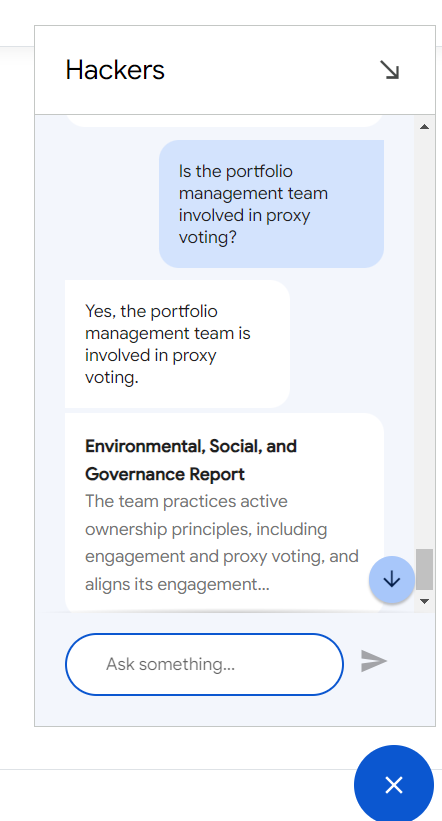 Hackers
Is the portfolio
management team
involved in proxy
voting?
Yes, the portfolio
management team is
involved in proxy
voting.
Environmental, Social, and
Governance Report
The team practices active
ownership principles, including
engagement and proxy voting, and
aligns its engagement...
Ask something...